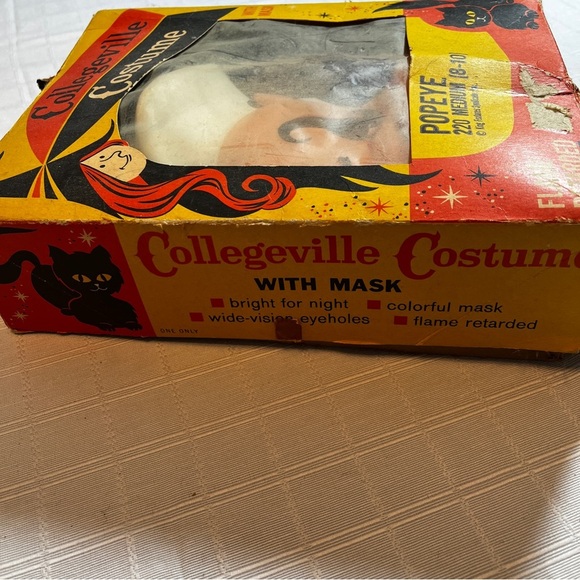 Collegeville
Costume
POPEYE
220 MEDIUM (8-10)
Collegeville Costume
WITH MASK
bright for night
colorful mask
wide-vision eyeholes
flame retarded
ONE ONLY